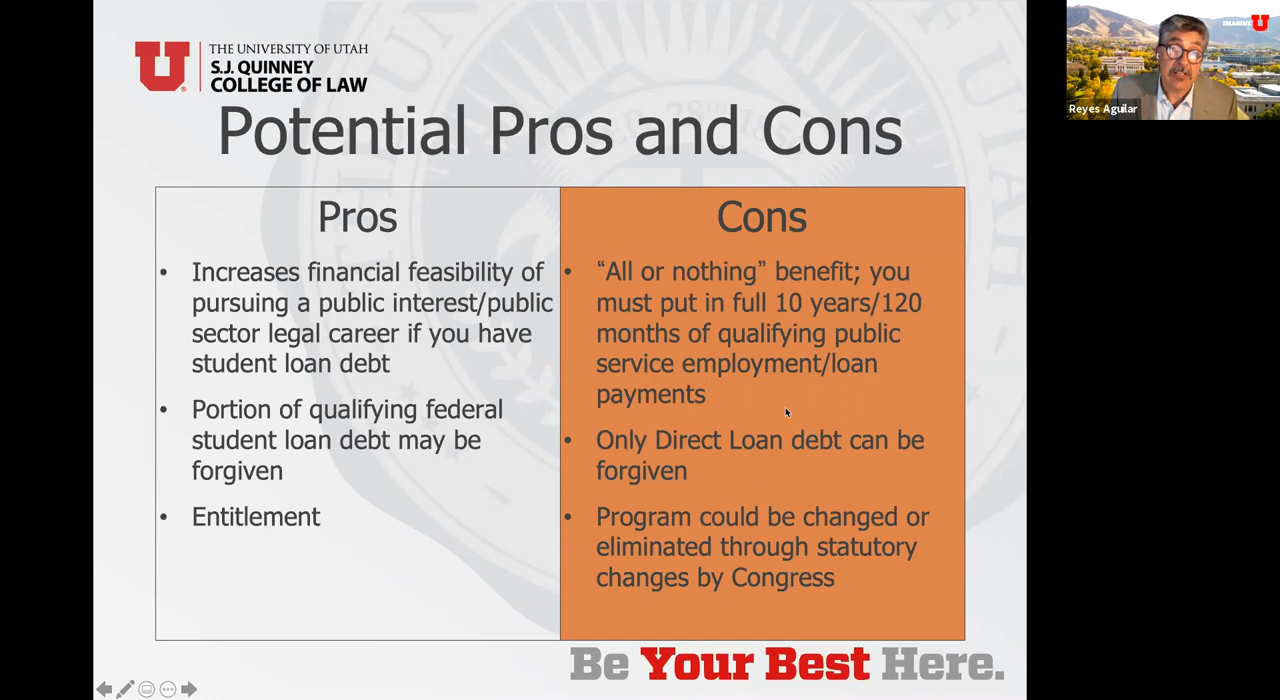 THE UNIVERSITY OF UTAH
S.J. QUINNEY
COLLEGE OF LAW
Potential Pros and Cons
Pros
• Increases financial feasibility of
pursuing a public interest/public
sector legal career if you have
student loan debt
• Portion of qualifying federal
student loan debt may be
forgiven
• Entitlement
Cons
• “All or nothing” benefit; you
must put in full 10 years/120
months of qualifying public
service employment/loan
payments
• Only Direct Loan debt can be
forgiven
• Program could be changed or
eliminated through statutory
changes by Congress
Be Your Best Here.
IMAGINE U
Reyes Aguilar